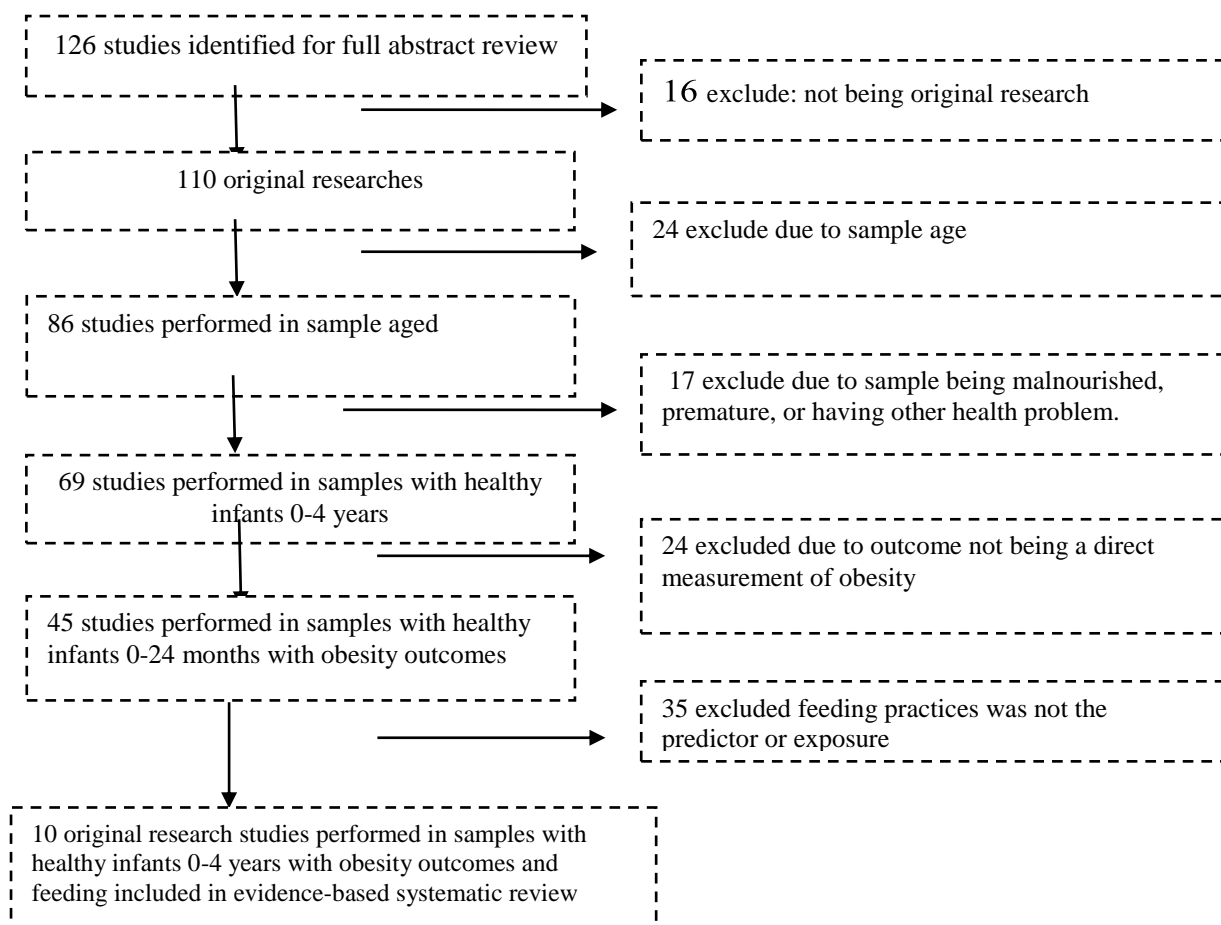 126 studies identified for full abstract review
16 exclude: not being original research
110 original researches
24 exclude due to sample age
86 studies performed in sample aged
17 exclude due to sample being malnourished,
premature, or having other health problem.
69 studies performed in samples with healthy
infants 0-4 years
24 excluded due to outcome not being a direct
measurement of obesity
45 studies performed in samples with healthy
infants 0-24 months with obesity outcomes
35 excluded feeding practices was not the
predictor or exposure
10 original research studies performed in samples with
healthy infants 0-4 years with obesity outcomes and
feeding included in evidence-based systematic review